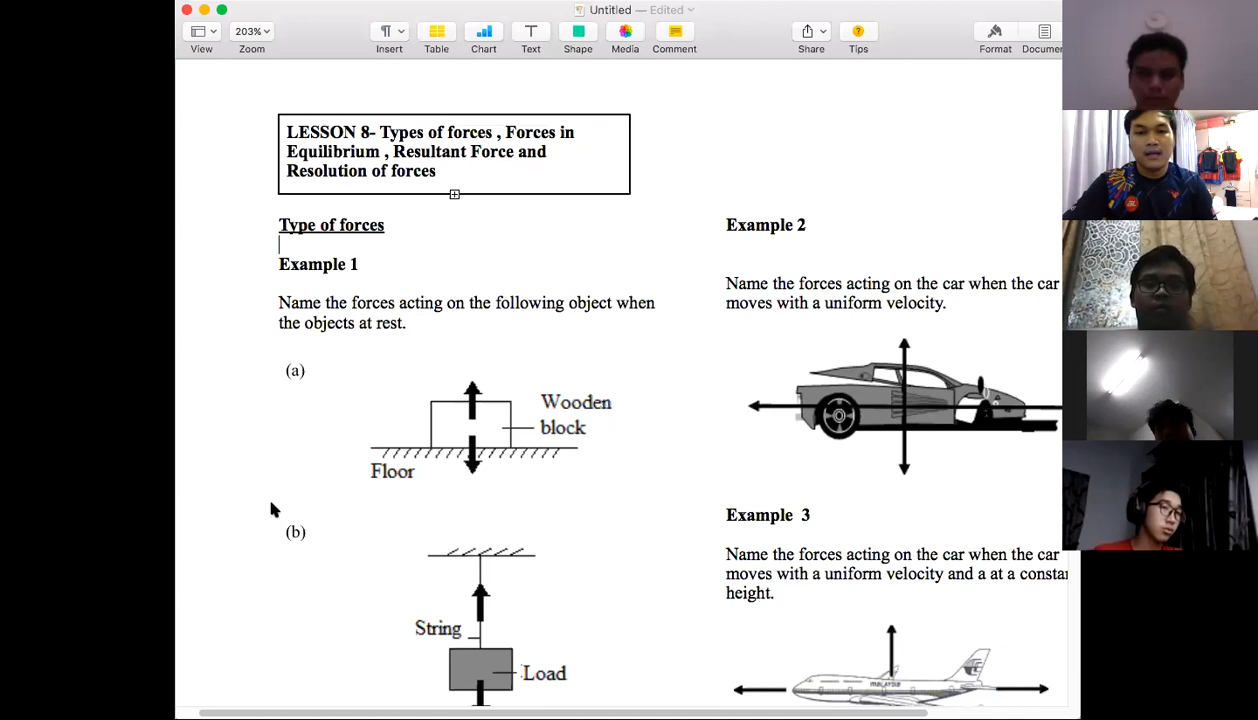 Untitled — Edited
203%
View
Zoom
Insert
Table
Chart
Text
Shape
Media
Comment
Share
Tips
Format
LESSON 8- Types of forces , Forces in
Equilibrium , Resultant Force and
Resolution of forces
Type of forces
Example 1
Name the forces acting on the following object when
the objects at rest.
(a)
Wooden
block
Floor
(b)
String
Load
Example 2
Name the forces acting on the car when the car
moves with a uniform velocity.
Example 3
Name the forces acting on the car when the car
moves with a uniform velocity and a at a consta
height.
malaysia